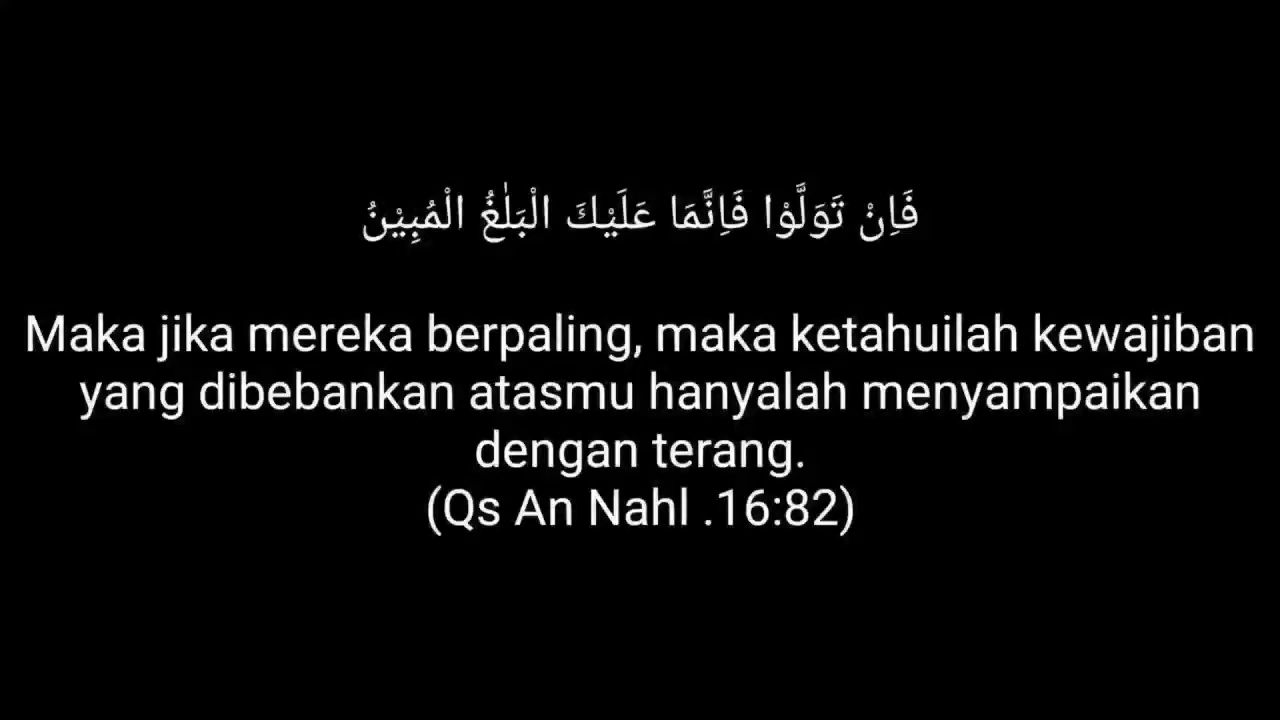 فَاِنْ تَوَلَّوْا فَاِنَّمَا عَلَيْكَ الْبَلٰغُ الْمُبِيْنُ
Maka jika mereka berpaling, maka ketahuilah kewajiban
yang dibebankan atasmu hanyalah menyampaikan
dengan terang.
(Qs An Nahl .16:82)